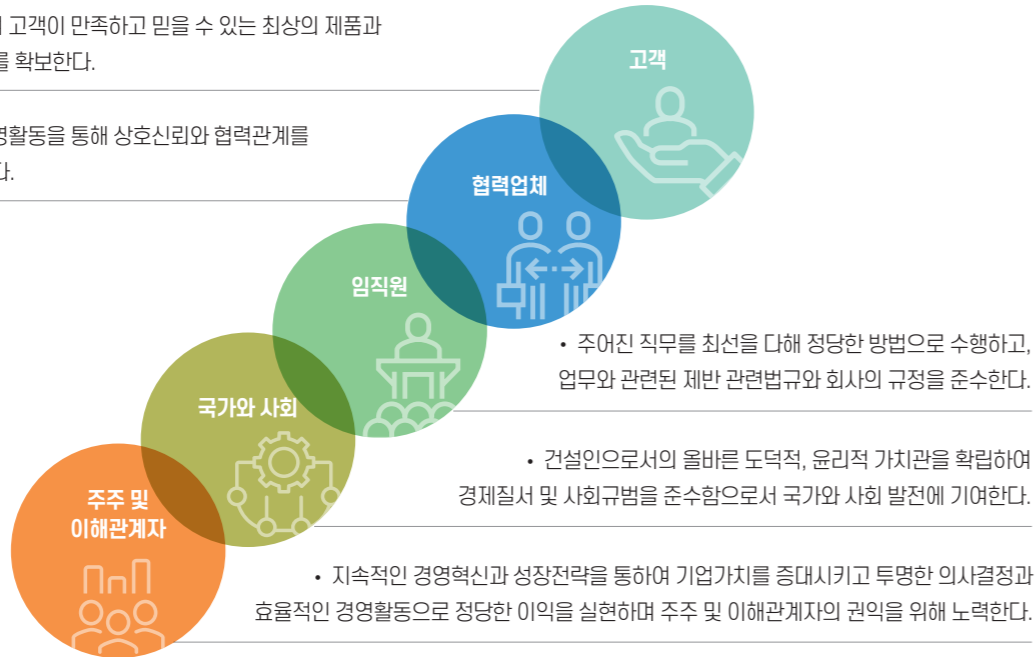 고객이 만족하고 믿을 수 있는 최상의 제품과
를 확보한다.
고객
영활동을 통해 상호신뢰와 협력관계를
다.
협력업체
임직원
• 주어진 직무를 최선을 다해 정당한 방법으로 수행하고,
업무와 관련된 제반 관련법규와 회사의 규정을 준수한다.
국가와 사회
• 건설인으로서의 올바른 도덕적, 윤리적 가치관을 확립하여
경제질서 및 사회규범을 준수함으로서 국가와 사회 발전에 기여한다.
주주 및
이해관계자
• 지속적인 경영혁신과 성장전략을 통하여 기업가치를 증대시키고 투명한 의사결정과
효율적인 경영활동으로 정당한 이익을 실현하며 주주 및 이해관계자의 권익을 위해 노력한다.